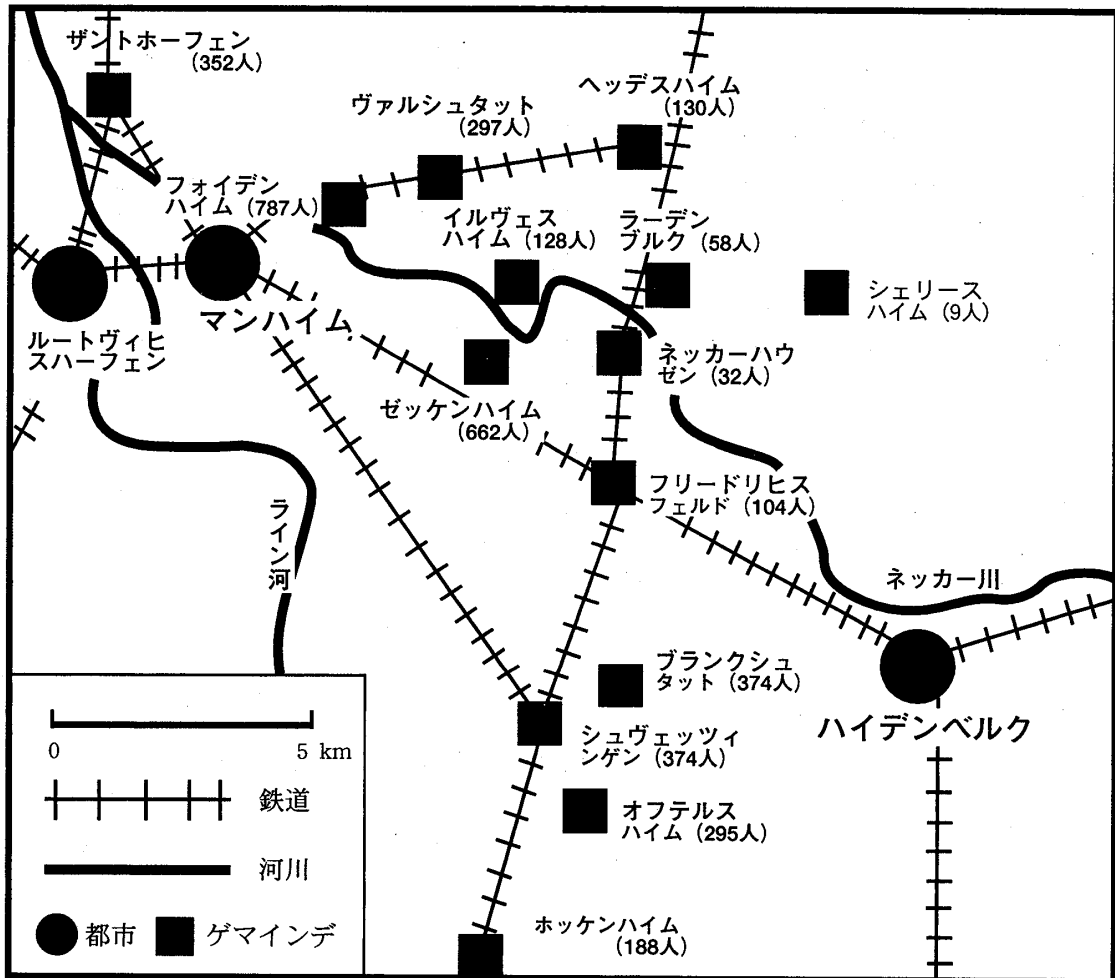 ザントホーフェン
(352人)
ヘッデスハイム
(130人)
ヴァルシュタット
(297人)
フォイデン
ハイム (787人)
イルヴェス
ハイム (128人)
ラーデン
ブルク (58人)
シェリース
ハイム (9人)
マンハイム
ルートヴィヒ
スハーフェン
ネッカーハウ
ゼン (32人)
ゼッケンハイム
(662人)
フリードリヒス
フェルド (104人)
ライン河
ネッカー川
ブランクシュ
タット (374人)
ハイデンベルク
シュヴェッツィ
ンゲン (374人)
オフテルス
ハイム (295人)
ホッケンハイム
(188人)
0 5 km
鉄道
河川
都市 ゲマインデ